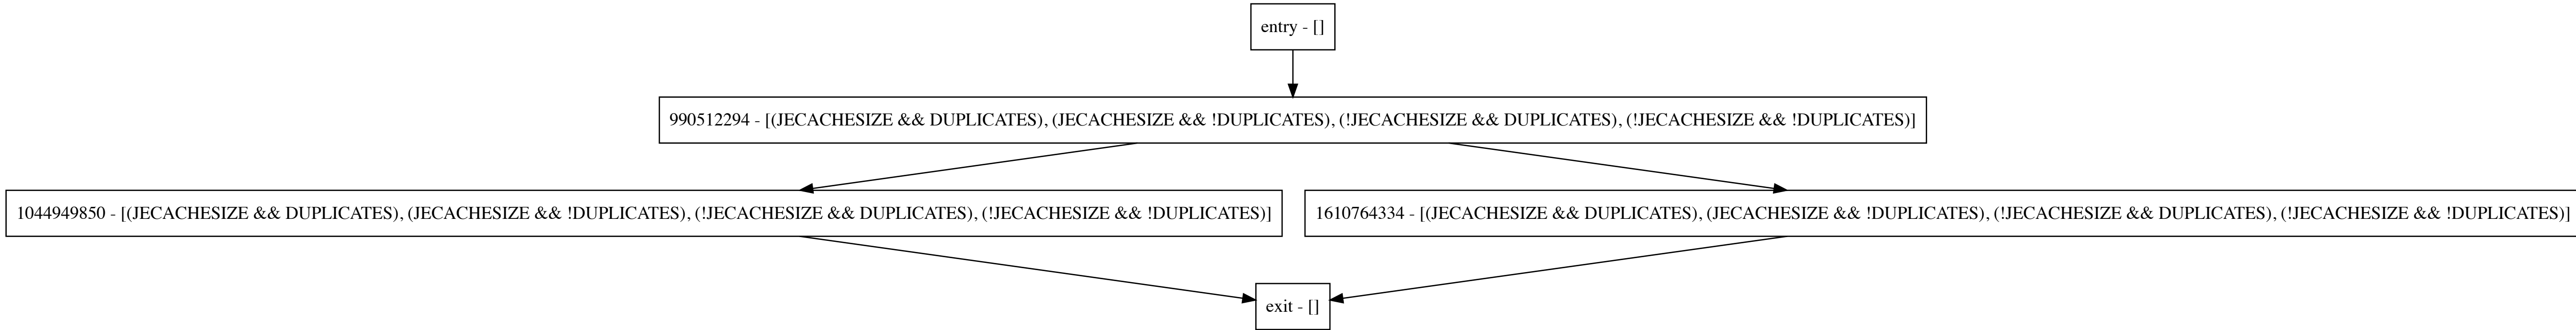 entry - []
990512294 - [(JECACHESIZE && DUPLICATES), (JECACHESIZE && !DUPLICATES), (!JECACHESIZE && DUPLICATES), (!JECACHESIZE && !DUPLICATES)]
1044949850 - [(JECACHESIZE && DUPLICATES), (JECACHESIZE && !DUPLICATES), (!JECACHESIZE && DUPLICATES), (!JECACHESIZE && !DUPLICATES)]
1610764334 - [(JECACHESIZE && DUPLICATES), (JECACHESIZE && !DUPLICATES), (!JECACHESIZE && DUPLICATES), (!JECACHESIZE && !DUPLICATES)]
exit - []